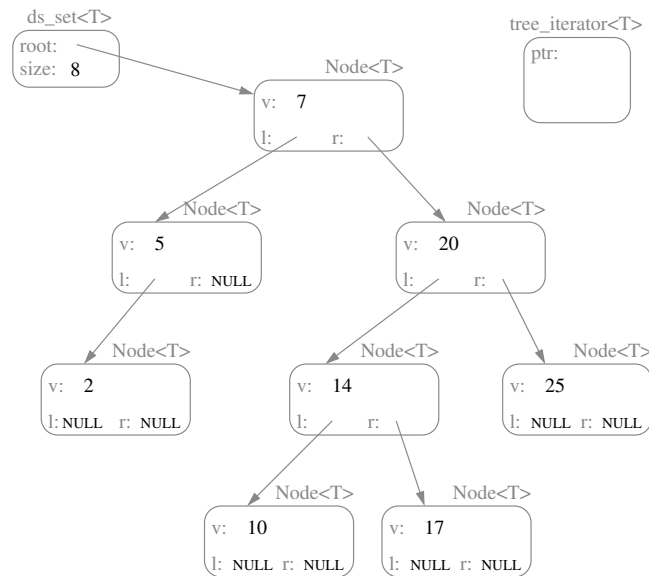 ds_set<T>
root:
size: 8
tree_iterator<T>
ptr:
Node<T>
v: 7
l: r:
Node<T>
v: 5
l: r: NULL
Node<T>
v: 20
l: r:
Node<T>
v: 2
l: NULL r: NULL
Node<T>
v: 14
l: r:
Node<T>
v: 25
l: NULL r: NULL
Node<T>
v: 10
l: NULL r: NULL
Node<T>
v: 17
l: NULL r: NULL